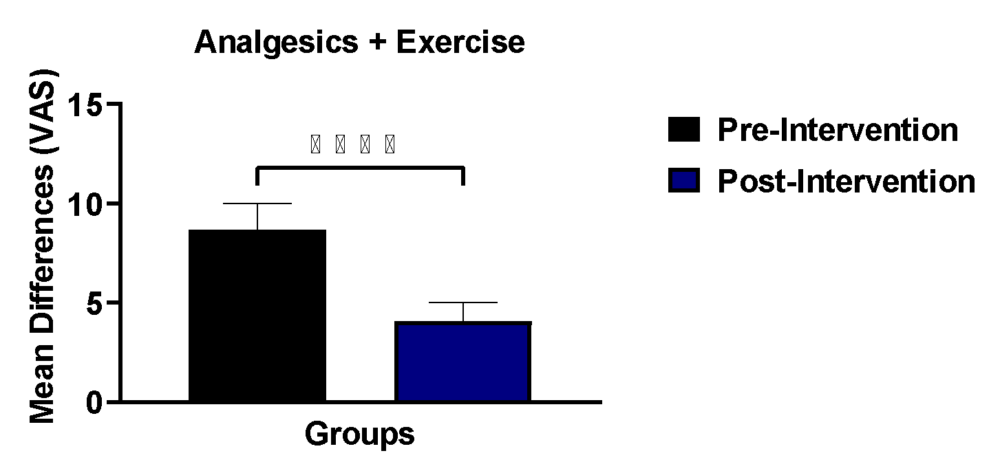 Analgesics + Exercise
Mean Differences (VAS)
15
10
5
0
Groups
Pre-Intervention
Post-Intervention